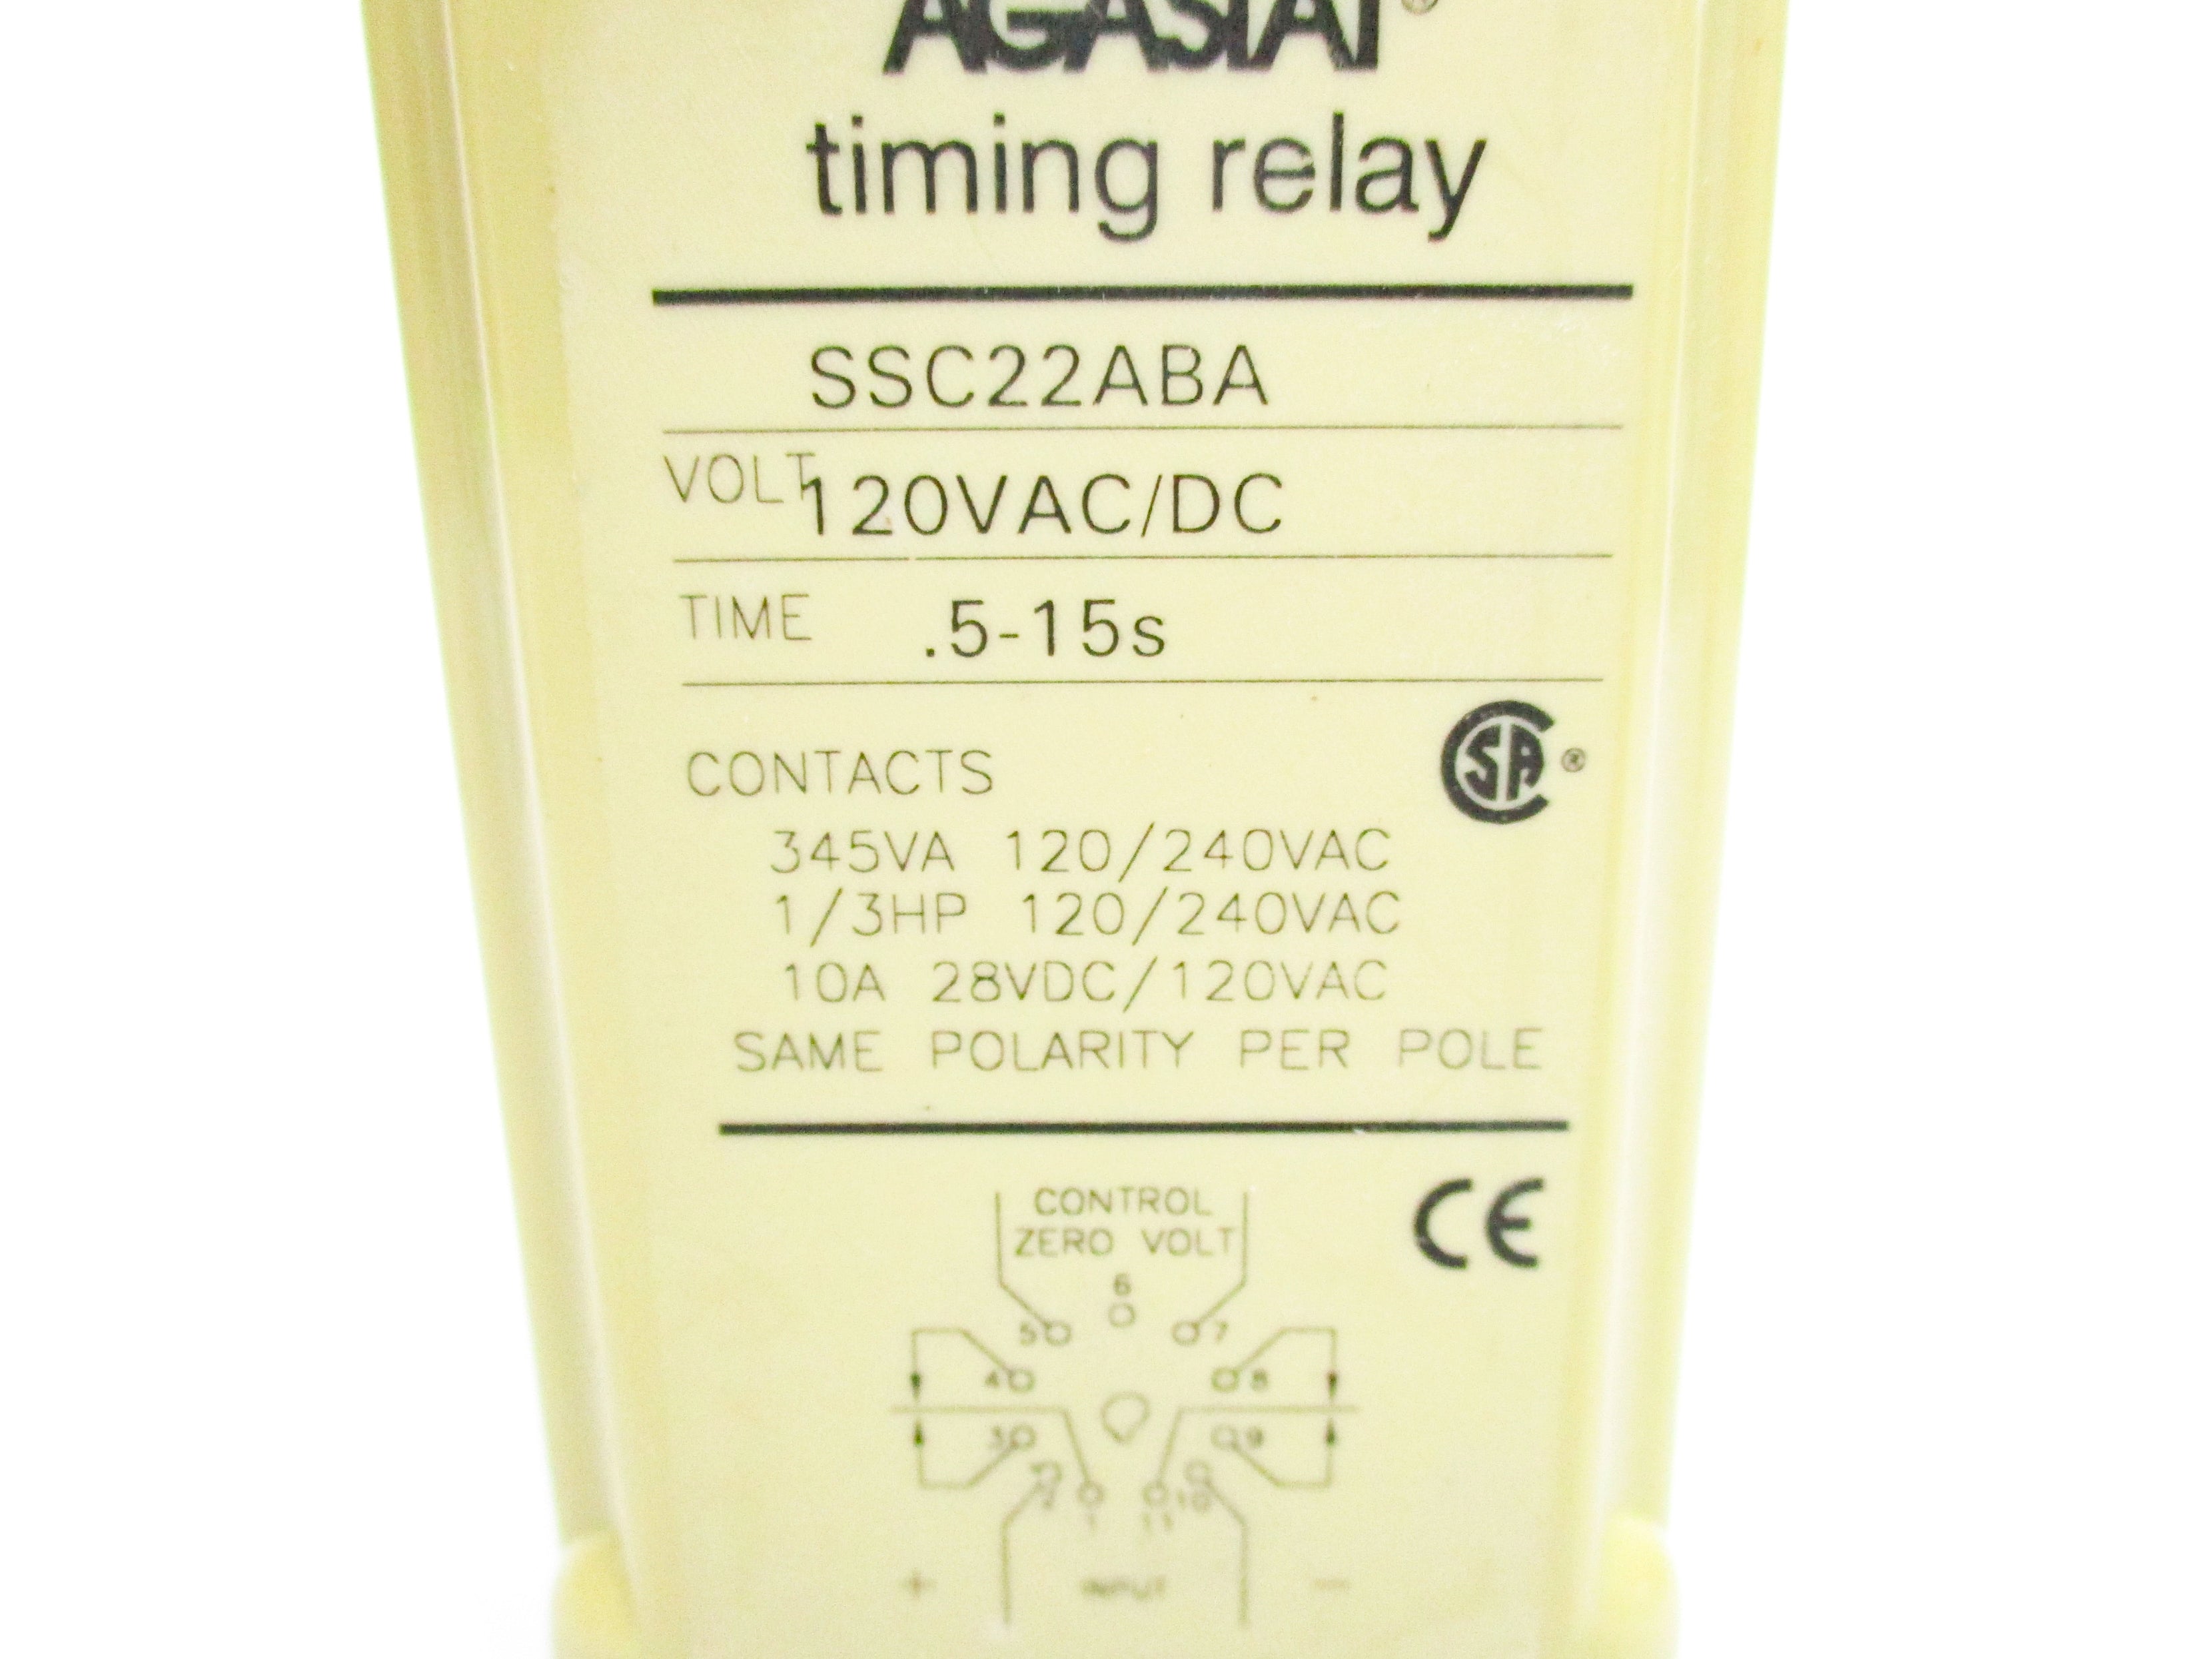 AGASTAT®
timing relay
SSC22ABA
VOLT 120VAC/DC
TIME .5-15s
CONTACTS
SA ®
345VA 120/240VAC
1/3HP 120/240VAC
10A 28VDC/120VAC
SAME POLARITY PER POLE
CONTROL
ZERO VOLT
CE
6
5 7
4 8
3 9
2 10
1 11
+ INPUT −